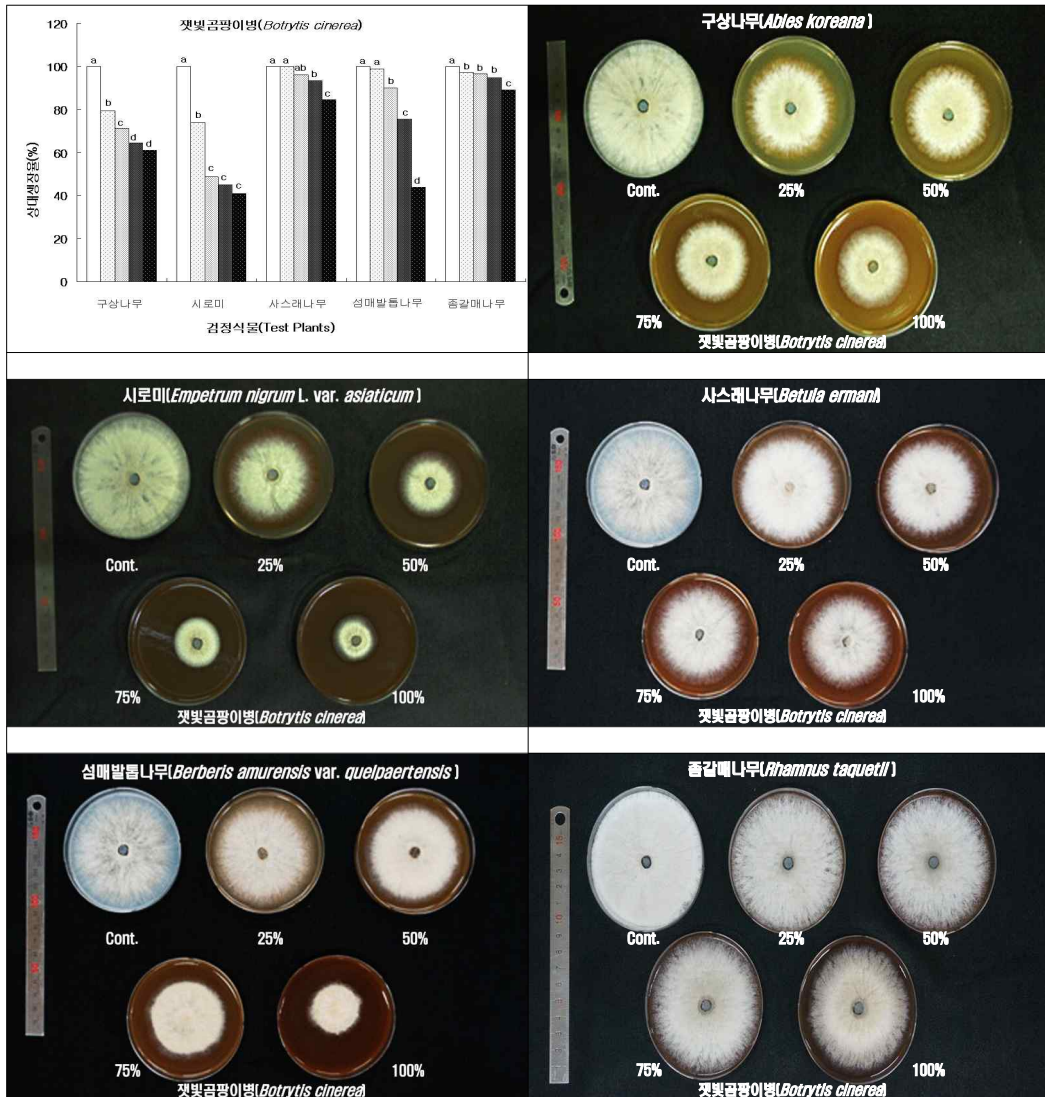 잿빛곰팡이병(Botrytis cinerea)
120
100
80
60
40
20
0
상대생장율(%)
a b c d d
a b c c c
a a ab b c
a a b c d
a b b b c
구상나무 시로미 사스래나무 섬매발톱나무 좀갈매나무
검정식물(Test Plants)
구상나무(Abies koreana )
Cont. 25% 50%
75% 100%
잿빛곰팡이병(Botrytis cinerea)
시로미(Empetrum nigrum L. var. asiaticum )
Cont. 25% 50%
75% 100%
잿빛곰팡이병(Botrytis cinerea)
사스래나무(Betula ermani)
Cont. 25% 50%
75% 100%
잿빛곰팡이병(Botrytis cinerea)
섬매발톱나무(Berberis amurensis var. quelpaertensis )
Cont. 25% 50%
75% 100%
잿빛곰팡이병(Botrytis cinerea)
좀갈매나무(Rhamnus taquetii )
Cont. 25% 50%
75% 100%
잿빛곰팡이병(Botrytis cinerea)